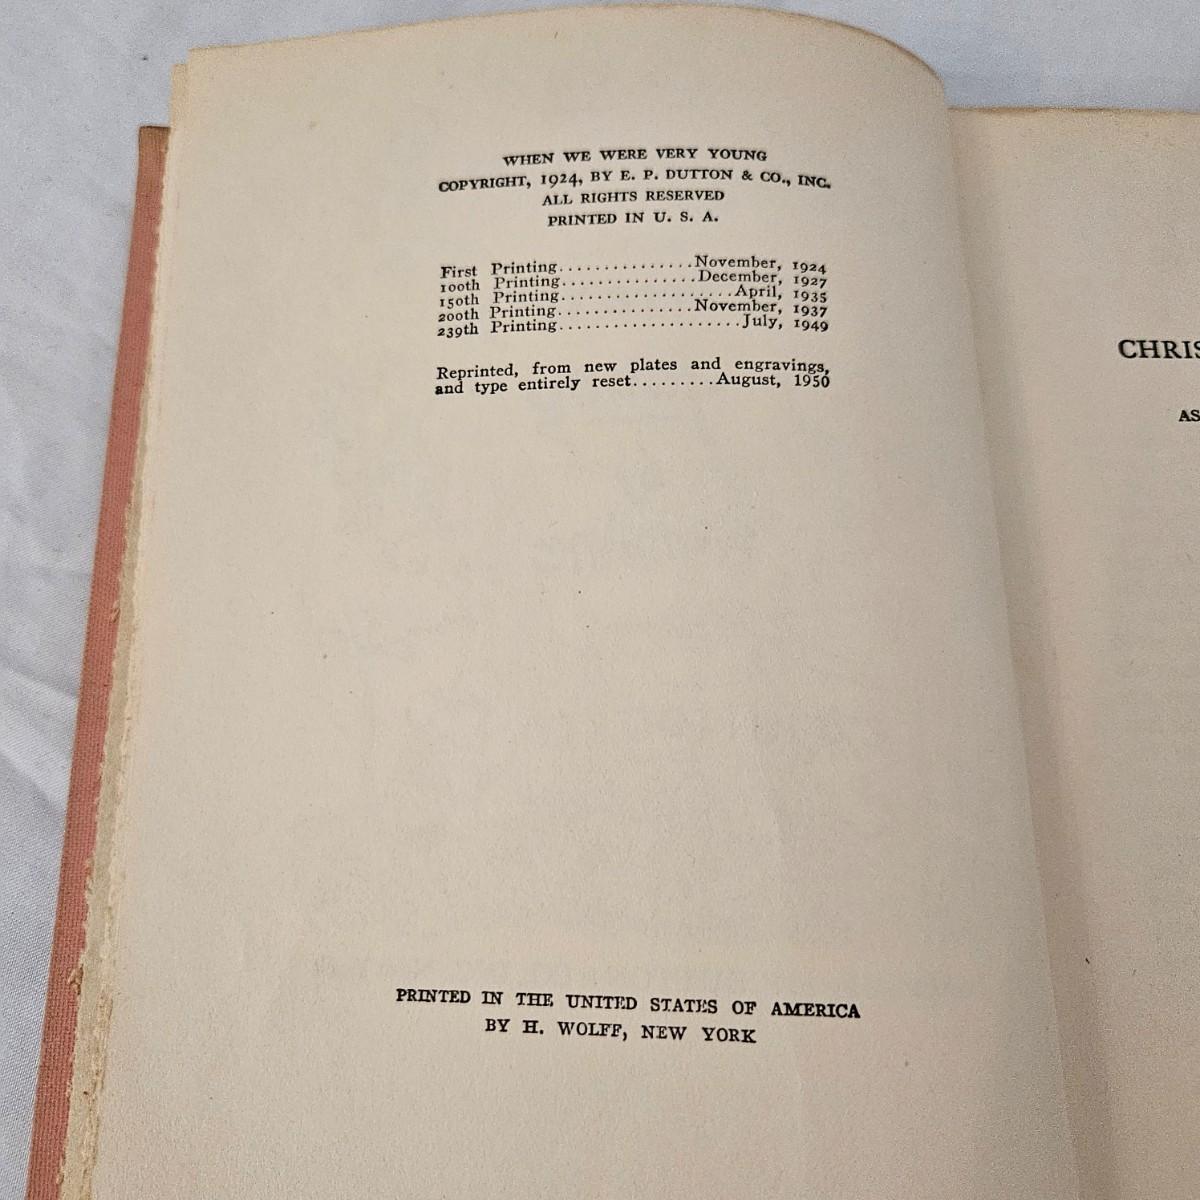 WHEN WE WERE VERY YOUNG
COPYRIGHT, 1924, BY E. P. DUTTON & CO., INC.
ALL RIGHTS RESERVED
PRINTED IN U. S. A.
First Printing...............November, 1924
100th Printing...............December, 1927
150th Printing...................April, 1935
200th Printing...............November, 1937
239th Printing....................July, 1949
Reprinted, from new plates and engravings,
and type entirely reset.........August, 1950
PRINTED IN THE UNITED STATES OF AMERICA
BY H. WOLFF, NEW YORK
CHRIS
AS